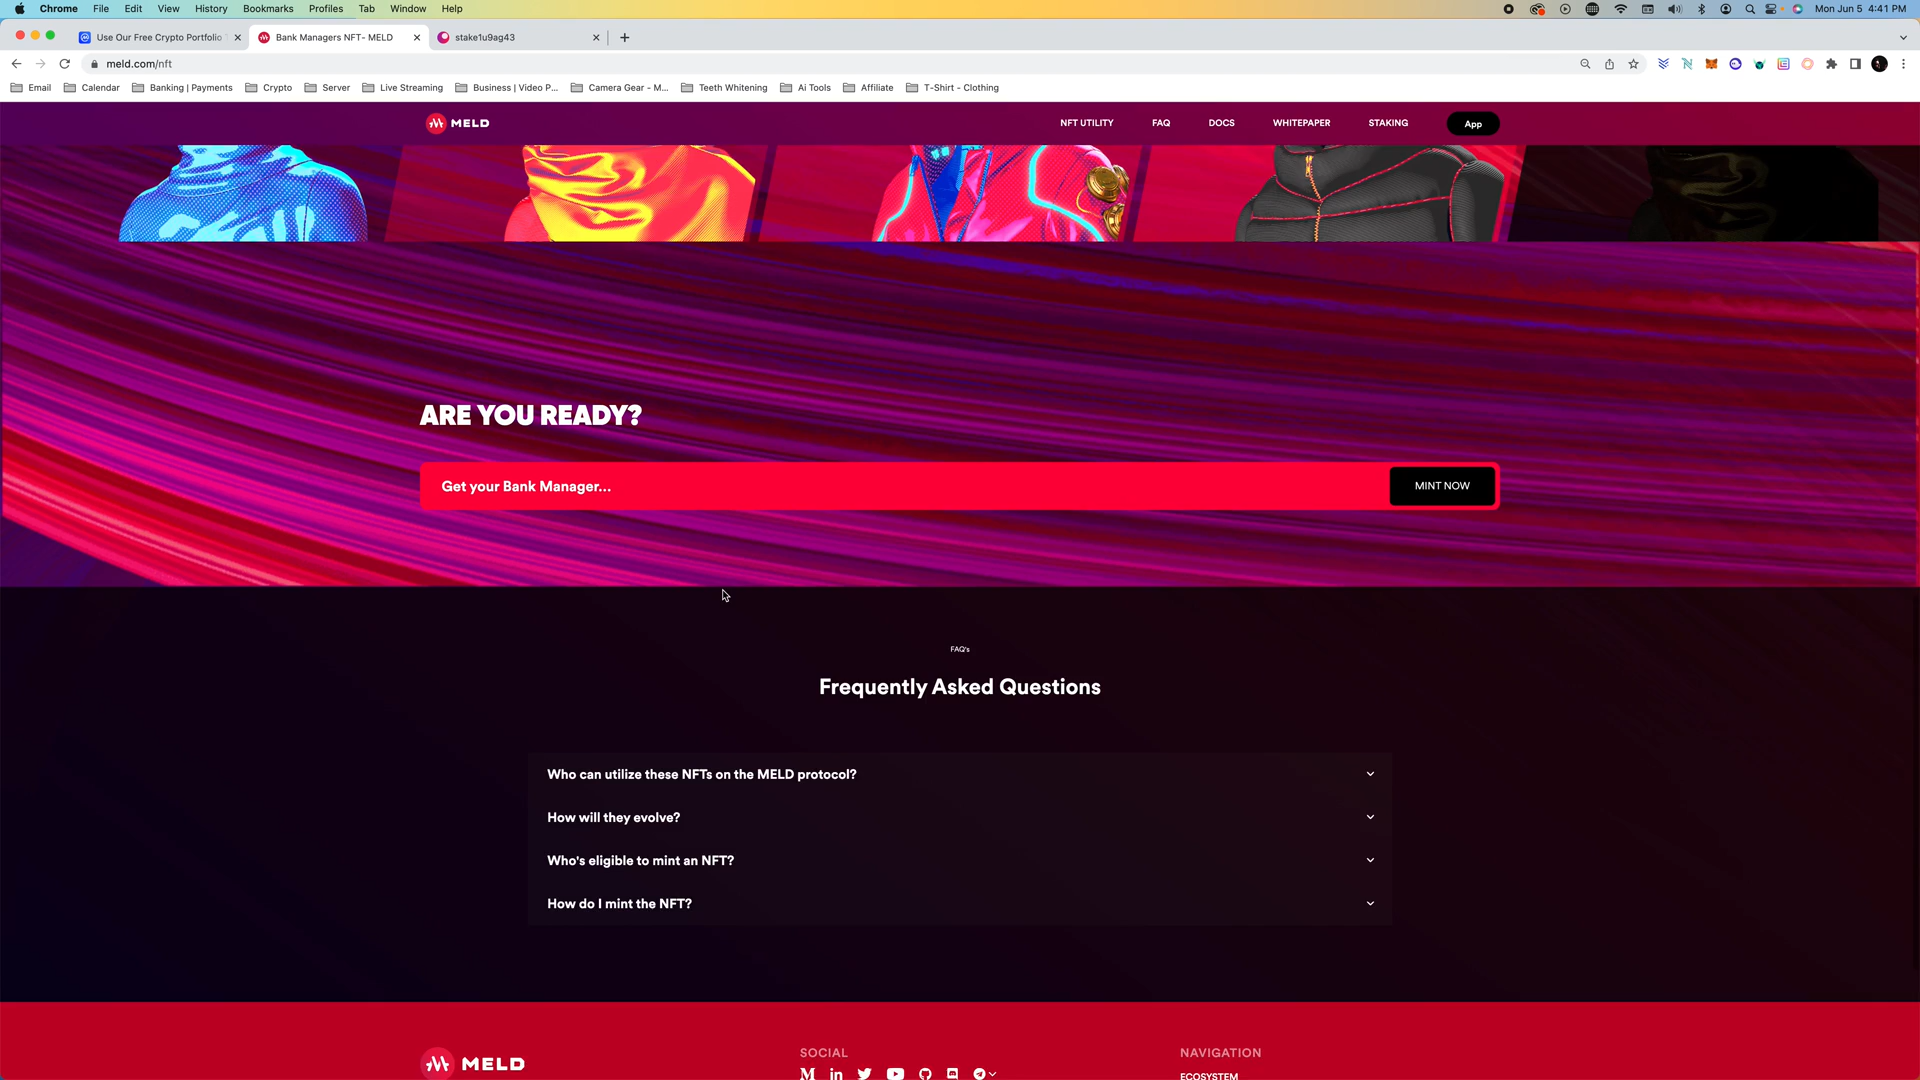 Chrome File Edit View History Bookmarks Profiles Tab Window Help Mon Jun 5 4:41 PM
Use Our Free Crypto Portfolio Bank Managers NFT- MELD stake1u9ag43
meld.com/nft
Email Calendar Banking | Payments Crypto Server Live Streaming Business | Video P... Camera Gear - M... Teeth Whitening Ai Tools Affiliate T-Shirt - Clothing
MELD NFT UTILITY FAQ DOCS WHITEPAPER STAKING App
ARE YOU READY?
Get your Bank Manager... MINT NOW
FAQ's
Frequently Asked Questions
Who can utilize these NFTs on the MELD protocol?
How will they evolve?
Who's eligible to mint an NFT?
How do I mint the NFT?
MELD SOCIAL NAVIGATION
ECOSYSTEM